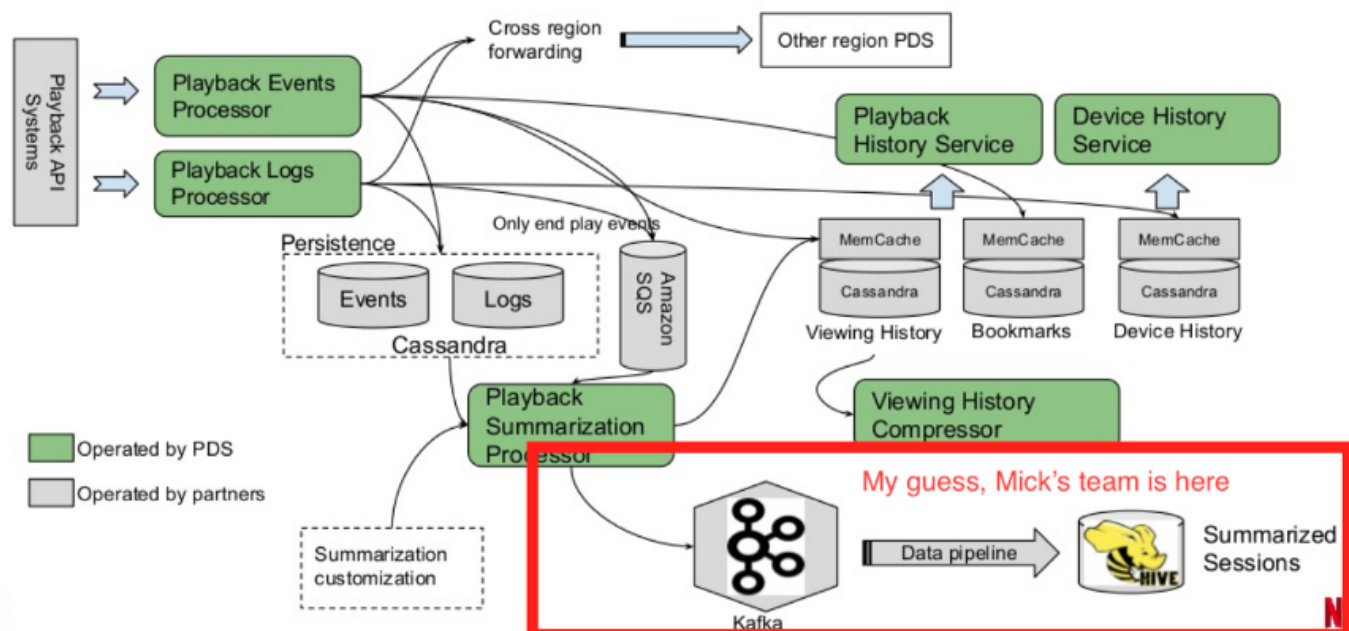 Playback API
Systems
Playback Events
Processor
Playback Logs
Processor
Cross region
forwarding
Other region PDS
Playback
History Service
Device History
Service
Only end play events
Persistence
Events
Logs
Cassandra
Amazon
SQS
MemCache
Cassandra
Viewing History
MemCache
Cassandra
Bookmarks
MemCache
Cassandra
Device History
Playback
Summarization
Processor
Viewing History
Compressor
Operated by PDS
Operated by partners
Summarization
customization
My guess, Mick's team is here
Kafka
Data pipeline
HIVE
Summarized
Sessions
N